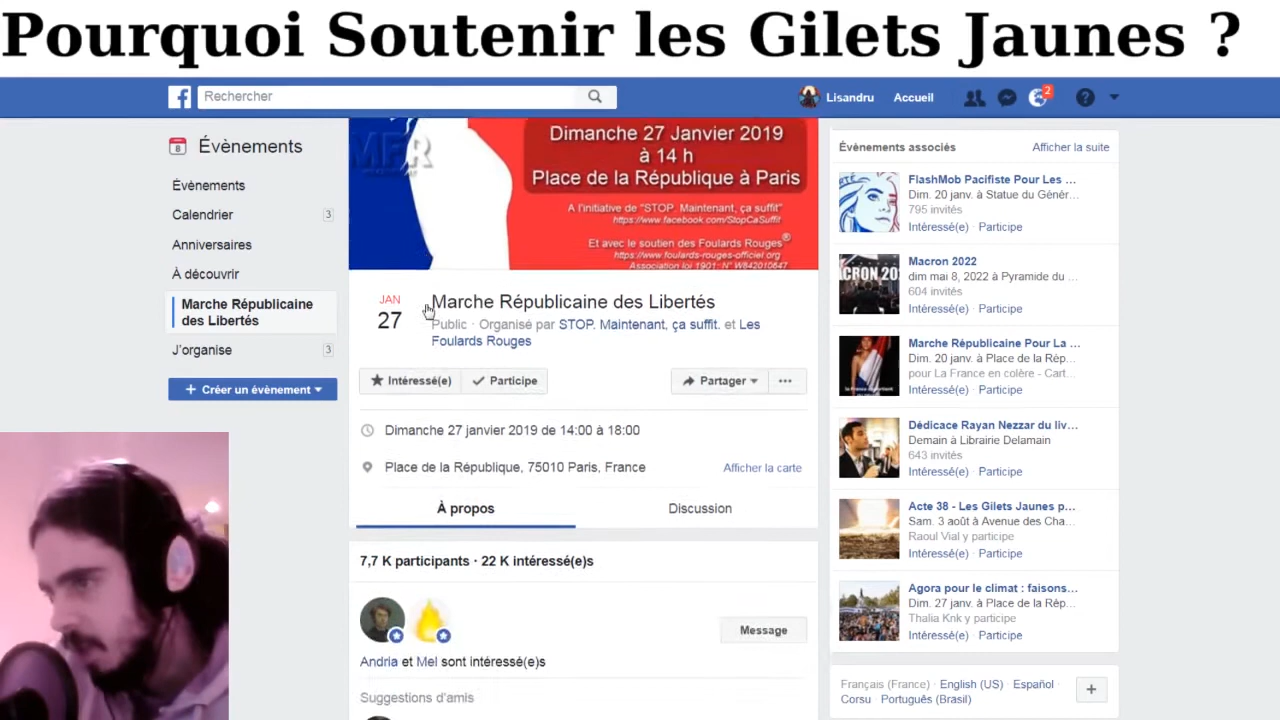 Pourquoi Soutenir les Gilets Jaunes ?
Rechercher
Lisandru
Accueil
2
8
Évènements
Évènements
Calendrier
3
Anniversaires
À découvrir
Marche Républicaine
des Libertés
J'organise
3
Créer un évènement
MFR
Dimanche 27 Janvier 2019
à 14 h
Place de la République à Paris
A l'initiative de "STOP, Maintenant, ça suffit"
https://www.facebook.com/StopCaSuffit
Et avec le soutien des Foulards Rouges®
https://www.foulards-rouges-officiel.org
Association loi 1901: N° W842010647
JAN
27
Marche Républicaine des Libertés
Public · Organisé par STOP. Maintenant, ça suffit. et Les
Foulards Rouges
Intéressé(e)
Participe
Partager
Dimanche 27 janvier 2019 de 14:00 à 18:00
Place de la République, 75010 Paris, France
Afficher la carte
À propos
Discussion
7,7 K participants · 22 K intéressé(e)s
Message
Andria et Mel sont intéressé(e)s
Suggestions d'amis
Évènements associés
Afficher la suite
FlashMob Pacifiste Pour Les ...
Dim. 20 janv. à Statue du Génér...
795 invités
Intéressé(e) · Participe
Macron 2022
dim mai 8, 2022 à Pyramide du ...
604 invités
Intéressé(e) · Participe
Marche Républicaine Pour La ...
Dim. 20 janv. à Place de la Rép...
pour La France en colère - Cart...
Intéressé(e) · Participe
Dédicace Rayan Nezzar du liv...
Demain à Librairie Delamain
643 invités
Intéressé(e) · Participe
Acte 38 - Les Gilets Jaunes p...
Sam. 3 août à Avenue des Cha...
Raoul Vial y participe
Intéressé(e) · Participe
Agora pour le climat : faisons...
Dim. 27 janv. à Place de la Rép...
Thalia Knk y participe
Intéressé(e) · Participe
Français (France) · English (US) · Español ·
Corsu · Português (Brasil)